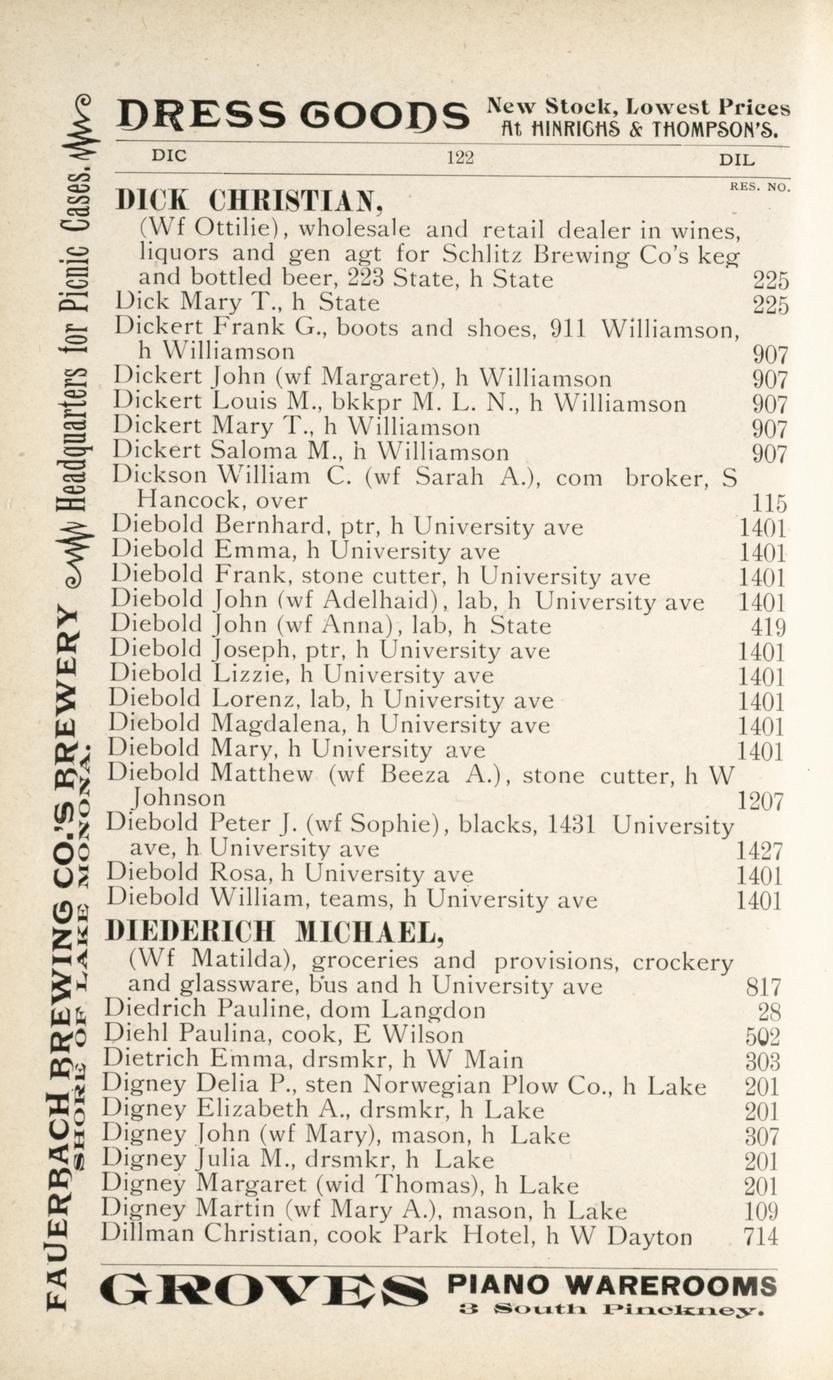 DRESS GOODS New Stock, Lowest Prices
At HINRICHS & THOMPSON'S.
DIC 122 DIL
RES. NO.
DICK CHRISTIAN,
(Wf Ottilie), wholesale and retail dealer in wines,
liquors and gen agt for Schlitz Brewing Co's keg
and bottled beer, 223 State, h State 225
Dick Mary T., h State 225
Dickert Frank G., boots and shoes, 911 Williamson,
h Williamson 907
Dickert John (wf Margaret), h Williamson 907
Dickert Louis M., bkkpr M. L. N., h Williamson 907
Dickert Mary T., h Williamson 907
Dickert Saloma M., h Williamson 907
Dickson William C. (wf Sarah A.), com broker, S
Hancock, over 115
Diebold Bernhard, ptr, h University ave 1401
Diebold Emma, h University ave 1401
Diebold Frank, stone cutter, h University ave 1401
Diebold John (wf Adelhaid), lab, h University ave 1401
Diebold John (wf Anna), lab, h State 419
Diebold Joseph, ptr, h University ave 1401
Diebold Lizzie, h University ave 1401
Diebold Lorenz, lab, h University ave 1401
Diebold Magdalena, h University ave 1401
Diebold Mary, h University ave 1401
Diebold Matthew (wf Beeza A.), stone cutter, h W
Johnson 1207
Diebold Peter J. (wf Sophie), blacks, 1431 University
ave, h University ave 1427
Diebold Rosa, h University ave 1401
Diebold William, teams, h University ave 1401
DIEDERICH MICHAEL,
(Wf Matilda), groceries and provisions, crockery
and glassware, bus and h University ave 817
Diedrich Pauline, dom Langdon 28
Diehl Paulina, cook, E Wilson 502
Dietrich Emma, drsmkr, h W Main 303
Digney Delia P., sten Norwegian Plow Co., h Lake 201
Digney Elizabeth A., drsmkr, h Lake 201
Digney John (wf Mary), mason, h Lake 307
Digney Julia M., drsmkr, h Lake 201
Digney Margaret (wid Thomas), h Lake 201
Digney Martin (wf Mary A.), mason, h Lake 109
Dillman Christian, cook Park Hotel, h W Dayton 714
GROVES PIANO WAREROOMS
3 South Pinckney.
FAUERBACH BREWING CO.'S BREWERY Headquarters for Picnic Cases.
SHORE OF LAKE MONONA.